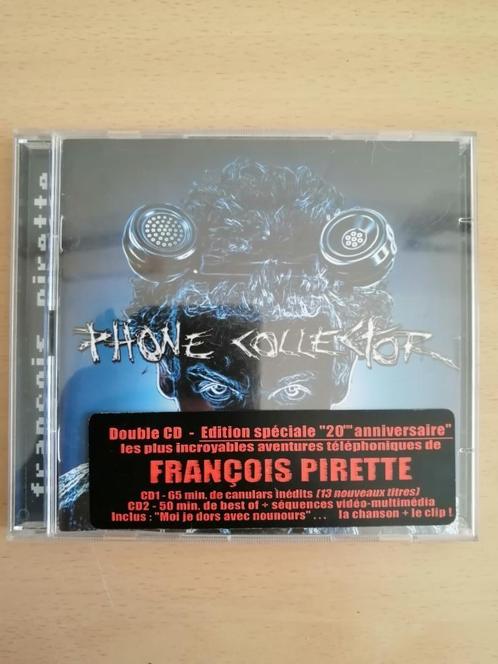 françois pirette
PHONE COLLECTOR
Double CD - Edition spéciale "20ème anniversaire"
les plus incroyables aventures téléphoniques de
FRANÇOIS PIRETTE
CD1 - 65 min. de canulars inédits (13 nouveaux titres)
CD2 - 50 min. de best of + séquences vidéo-multimédia
Inclus : "Moi je dors avec nounours" . . . la chanson + le clip !